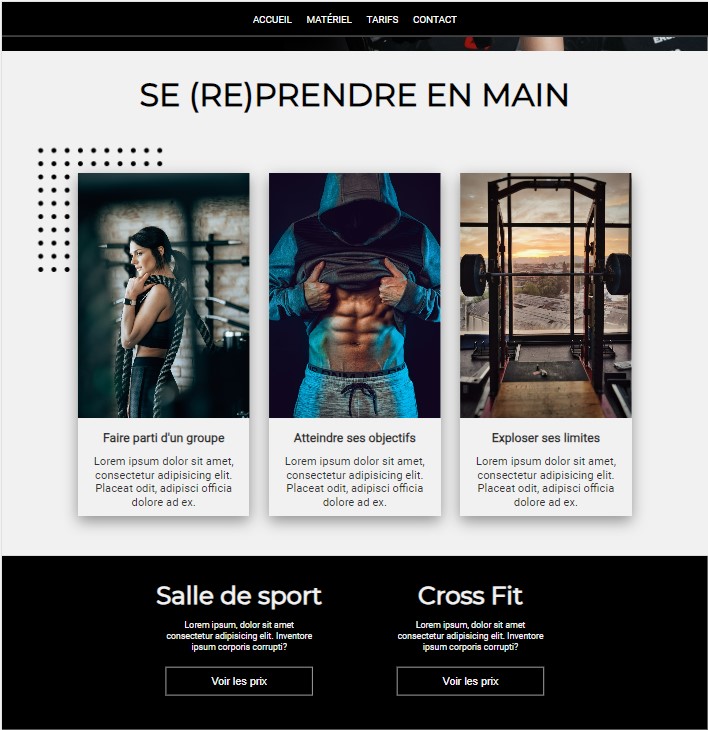 ACCUEIL MATÉRIEL TARIFS CONTACT
SE (RE)PRENDRE EN MAIN
Faire parti d'un groupe
Lorem ipsum dolor sit amet,
consectetur adipisicing elit.
Placeat odit, adipisci officia
dolore ad ex.
Atteindre ses objectifs
Lorem ipsum dolor sit amet,
consectetur adipisicing elit.
Placeat odit, adipisci officia
dolore ad ex.
Exploser ses limites
Lorem ipsum dolor sit amet,
consectetur adipisicing elit.
Placeat odit, adipisci officia
dolore ad ex.
Salle de sport
Lorem ipsum, dolor sit amet
consectetur adipisicing elit. Inventore
ipsum corporis corrupti?
Voir les prix
Cross Fit
Lorem ipsum, dolor sit amet
consectetur adipisicing elit. Inventore
ipsum corporis corrupti?
Voir les prix